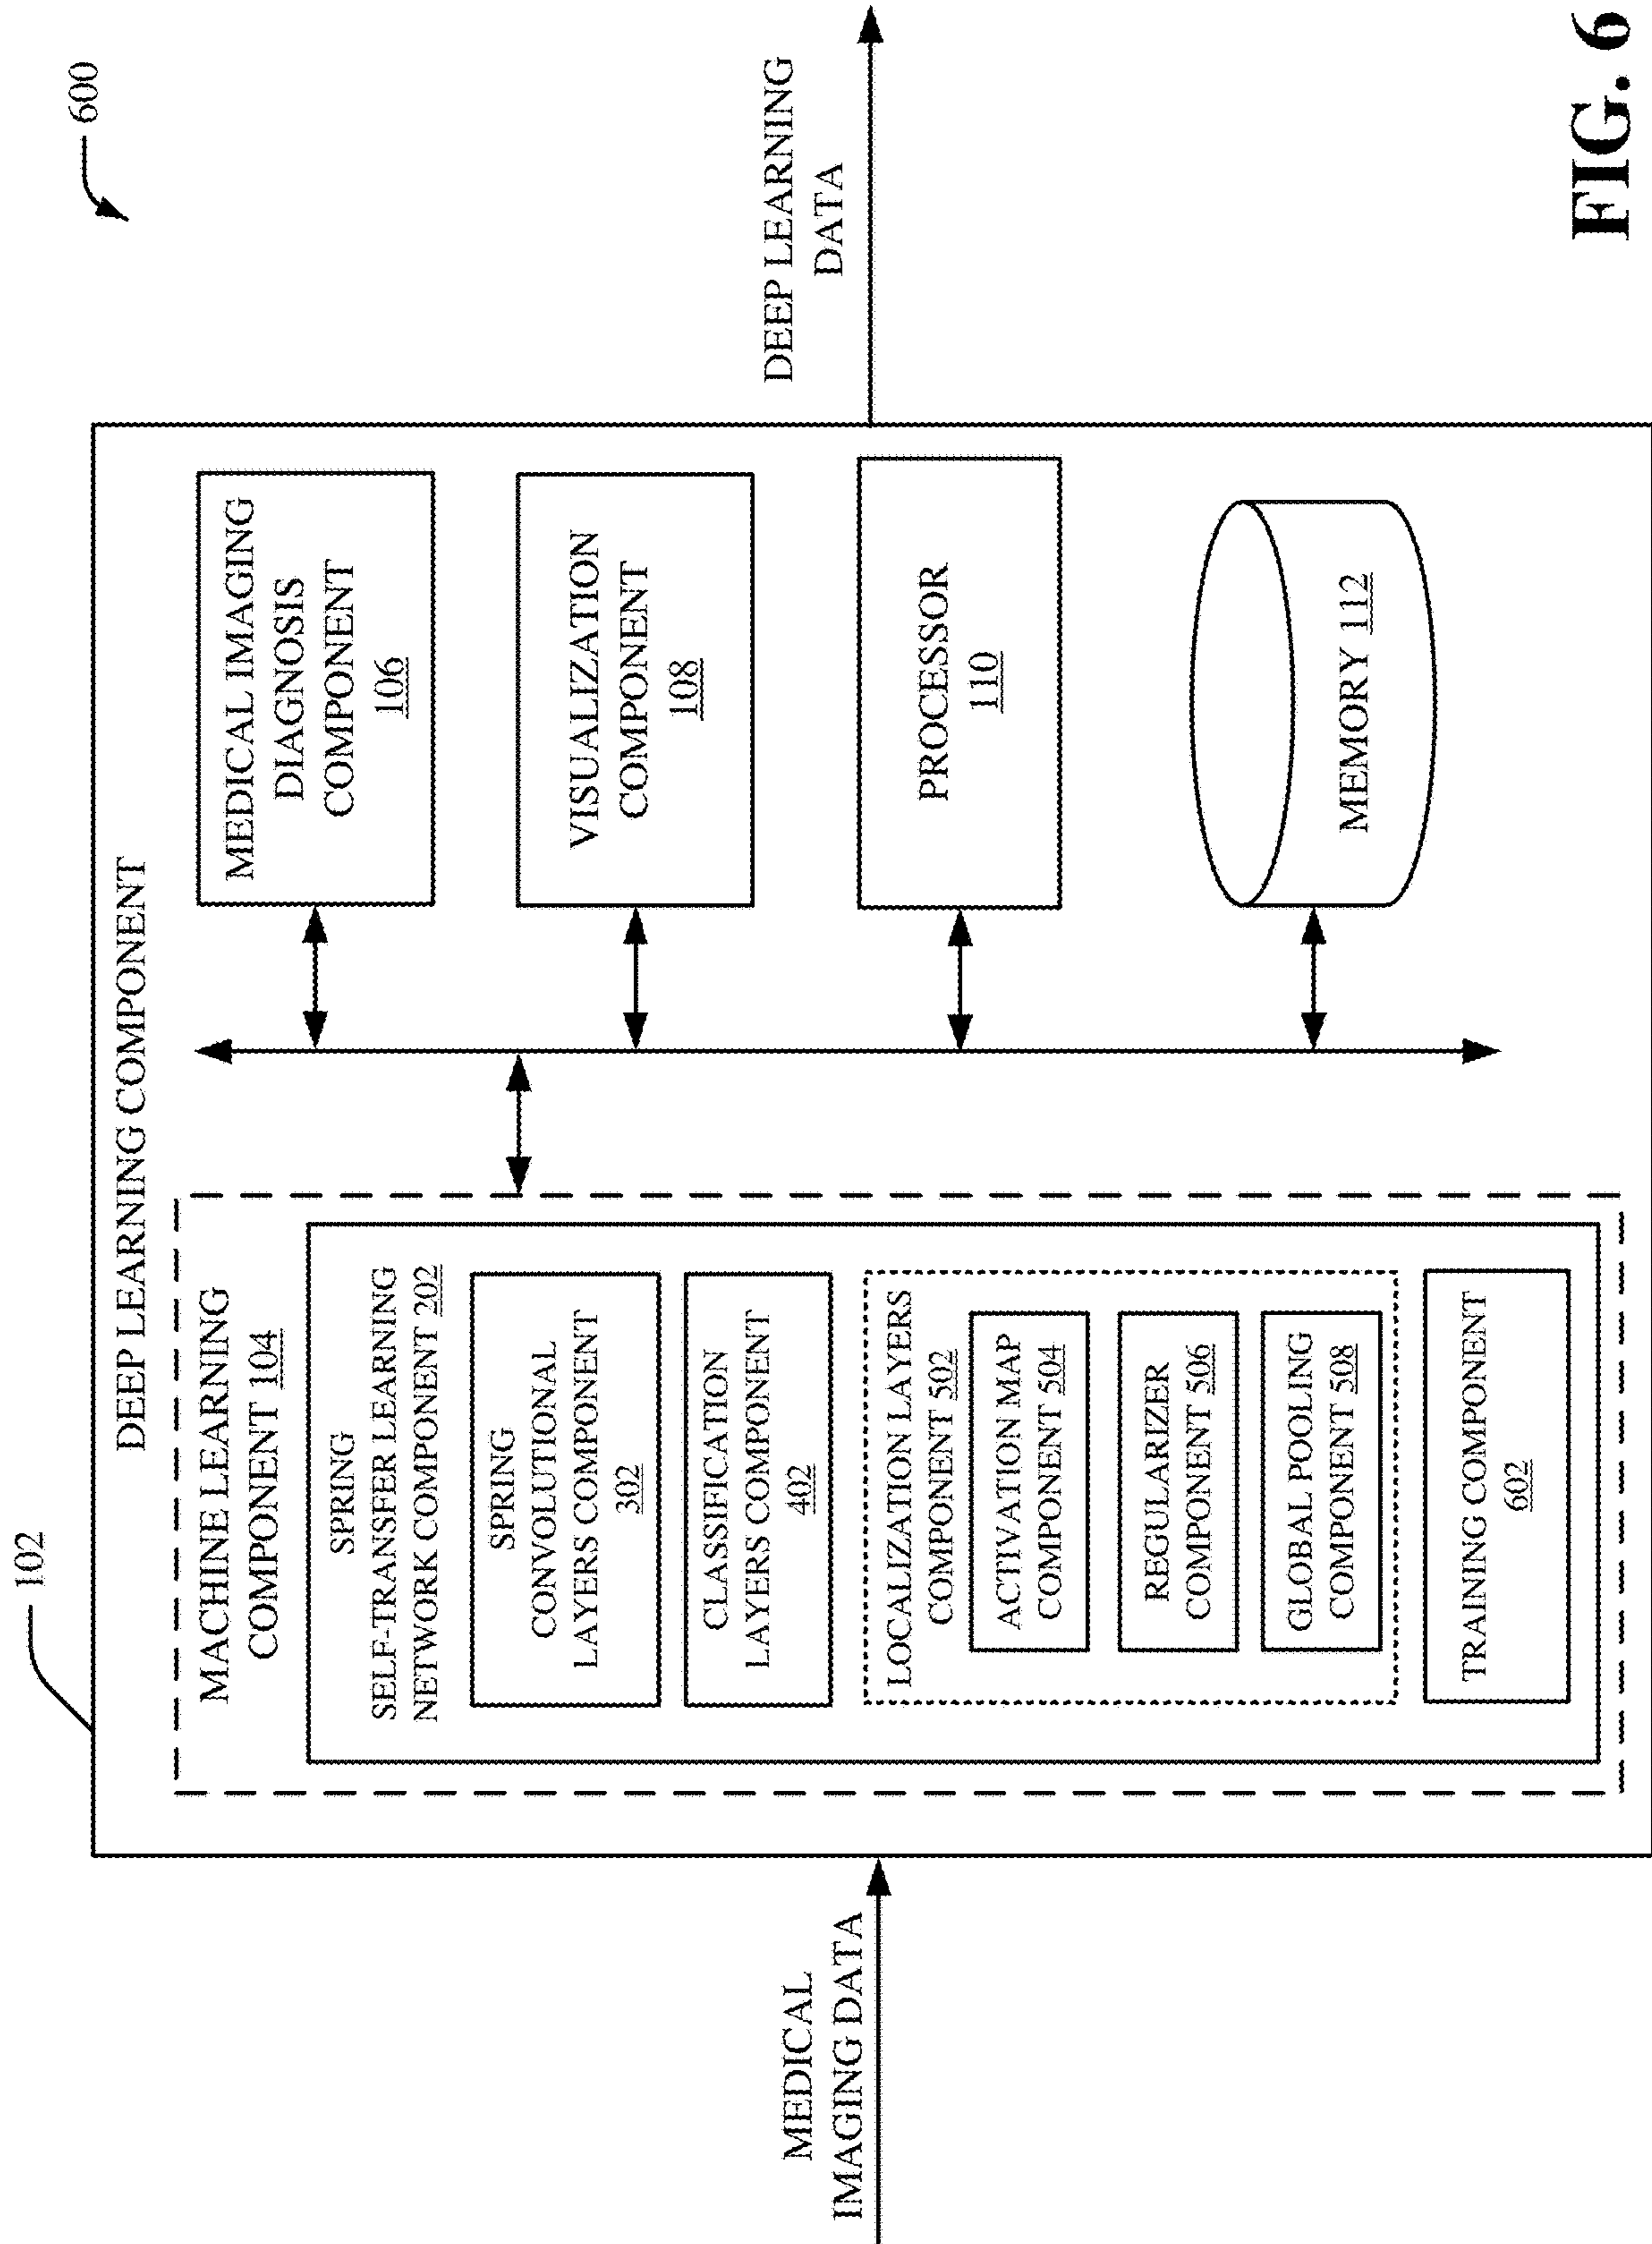 600
102
DEEP LEARNING COMPONENT
MACHINE LEARNING
COMPONENT 104
SPRING
SELF-TRANSFER LEARNING
NETWORK COMPONENT 202
SPRING
CONVOLUTIONAL
LAYERS COMPONENT
302
CLASSIFICATION
LAYERS COMPONENT
402
LOCALIZATION LAYERS
COMPONENT 502
ACTIVATION MAP
COMPONENT 504
REGULARIZER
COMPONENT 506
GLOBAL POOLING
COMPONENT 508
TRAINING COMPONENT
602
MEDICAL IMAGING
DIAGNOSIS
COMPONENT
106
VISUALIZATION
COMPONENT
108
PROCESSOR
110
MEMORY 112
MEDICAL
IMAGING DATA
DEEP LEARNING
DATA
FIG. 6